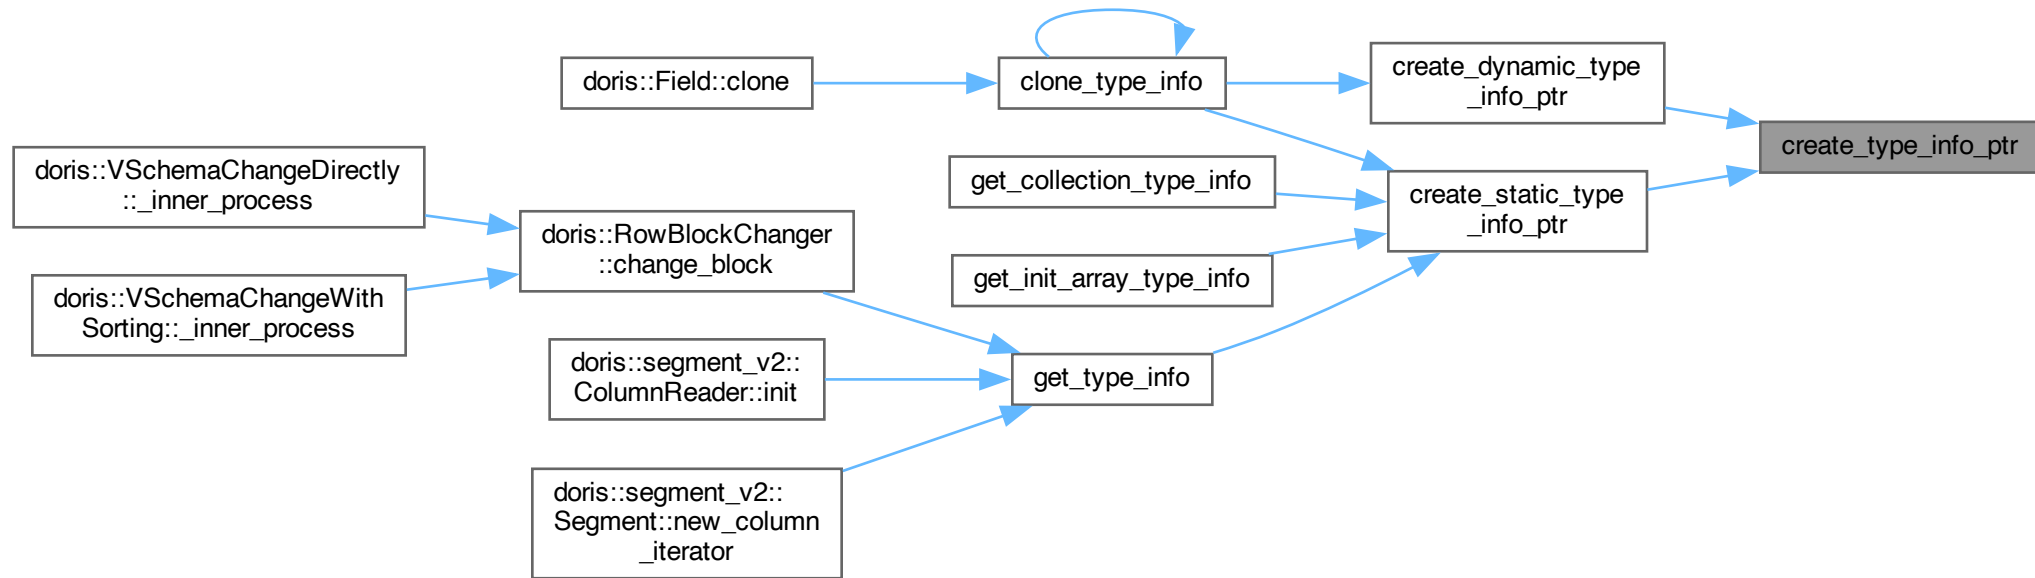 doris::Field::clone
clone_type_info
create_dynamic_type
_info_ptr
create_type_info_ptr
doris::VSchemaChangeDirectly
::_inner_process
get_collection_type_info
create_static_type
_info_ptr
doris::RowBlockChanger
::change_block
doris::VSchemaChangeWith
Sorting::_inner_process
get_init_array_type_info
doris::segment_v2::
ColumnReader::init
get_type_info
doris::segment_v2::
Segment::new_column
_iterator